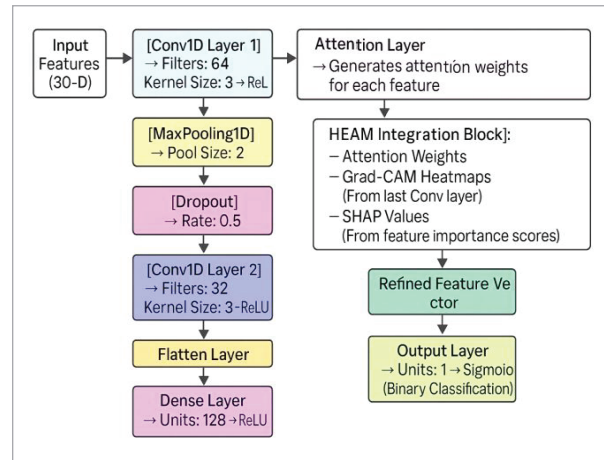 Input
Features
(30-D)
[Conv1D Layer 1]
→ Filters: 64
Kernel Size: 3 → ReL
[MaxPooling1D]
→ Pool Size: 2
[Dropout]
→ Rate: 0.5
[Conv1D Layer 2]
→ Filters: 32
Kernel Size: 3-ReLU
Flatten Layer
Dense Layer
→ Units: 128 → ReLU
Attention Layer
→ Generates attention weights
for each feature
HEAM Integration Block]:
– Attention Weights
– Grad-CAM Heatmaps
(From last Conv layer)
– SHAP Values
(From feature importance scores)
Refined Feature Ve
ctor
Output Layer
→ Units: 1 → Sigmoio
(Binary Classification)